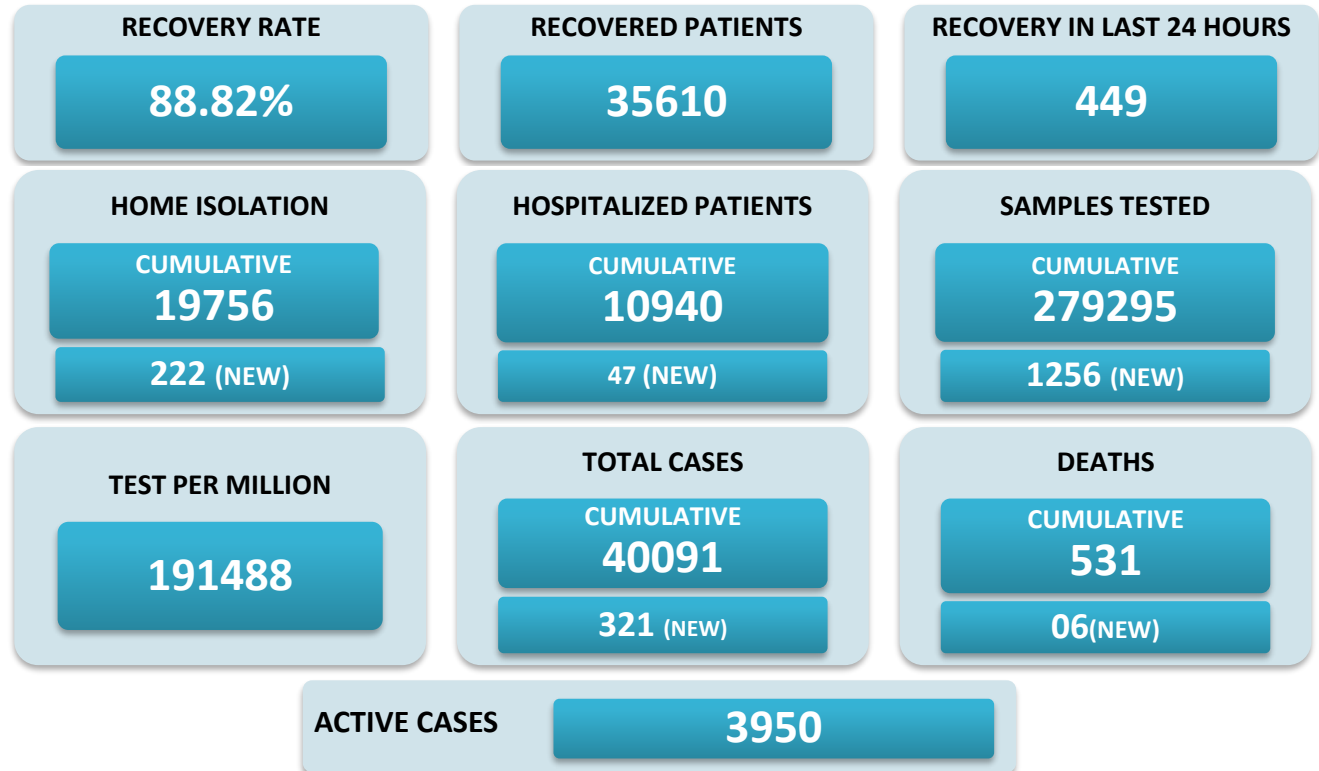 RECOVERY RATE
88.82%
RECOVERED PATIENTS
35610
RECOVERY IN LAST 24 HOURS
449
HOME ISOLATION
CUMULATIVE
19756
222 (NEW)
HOSPITALIZED PATIENTS
CUMULATIVE
10940
47 (NEW)
SAMPLES TESTED
CUMULATIVE
279295
1256 (NEW)
TEST PER MILLION
191488
TOTAL CASES
CUMULATIVE
40091
321 (NEW)
DEATHS
CUMULATIVE
531
06(NEW)
ACTIVE CASES
3950